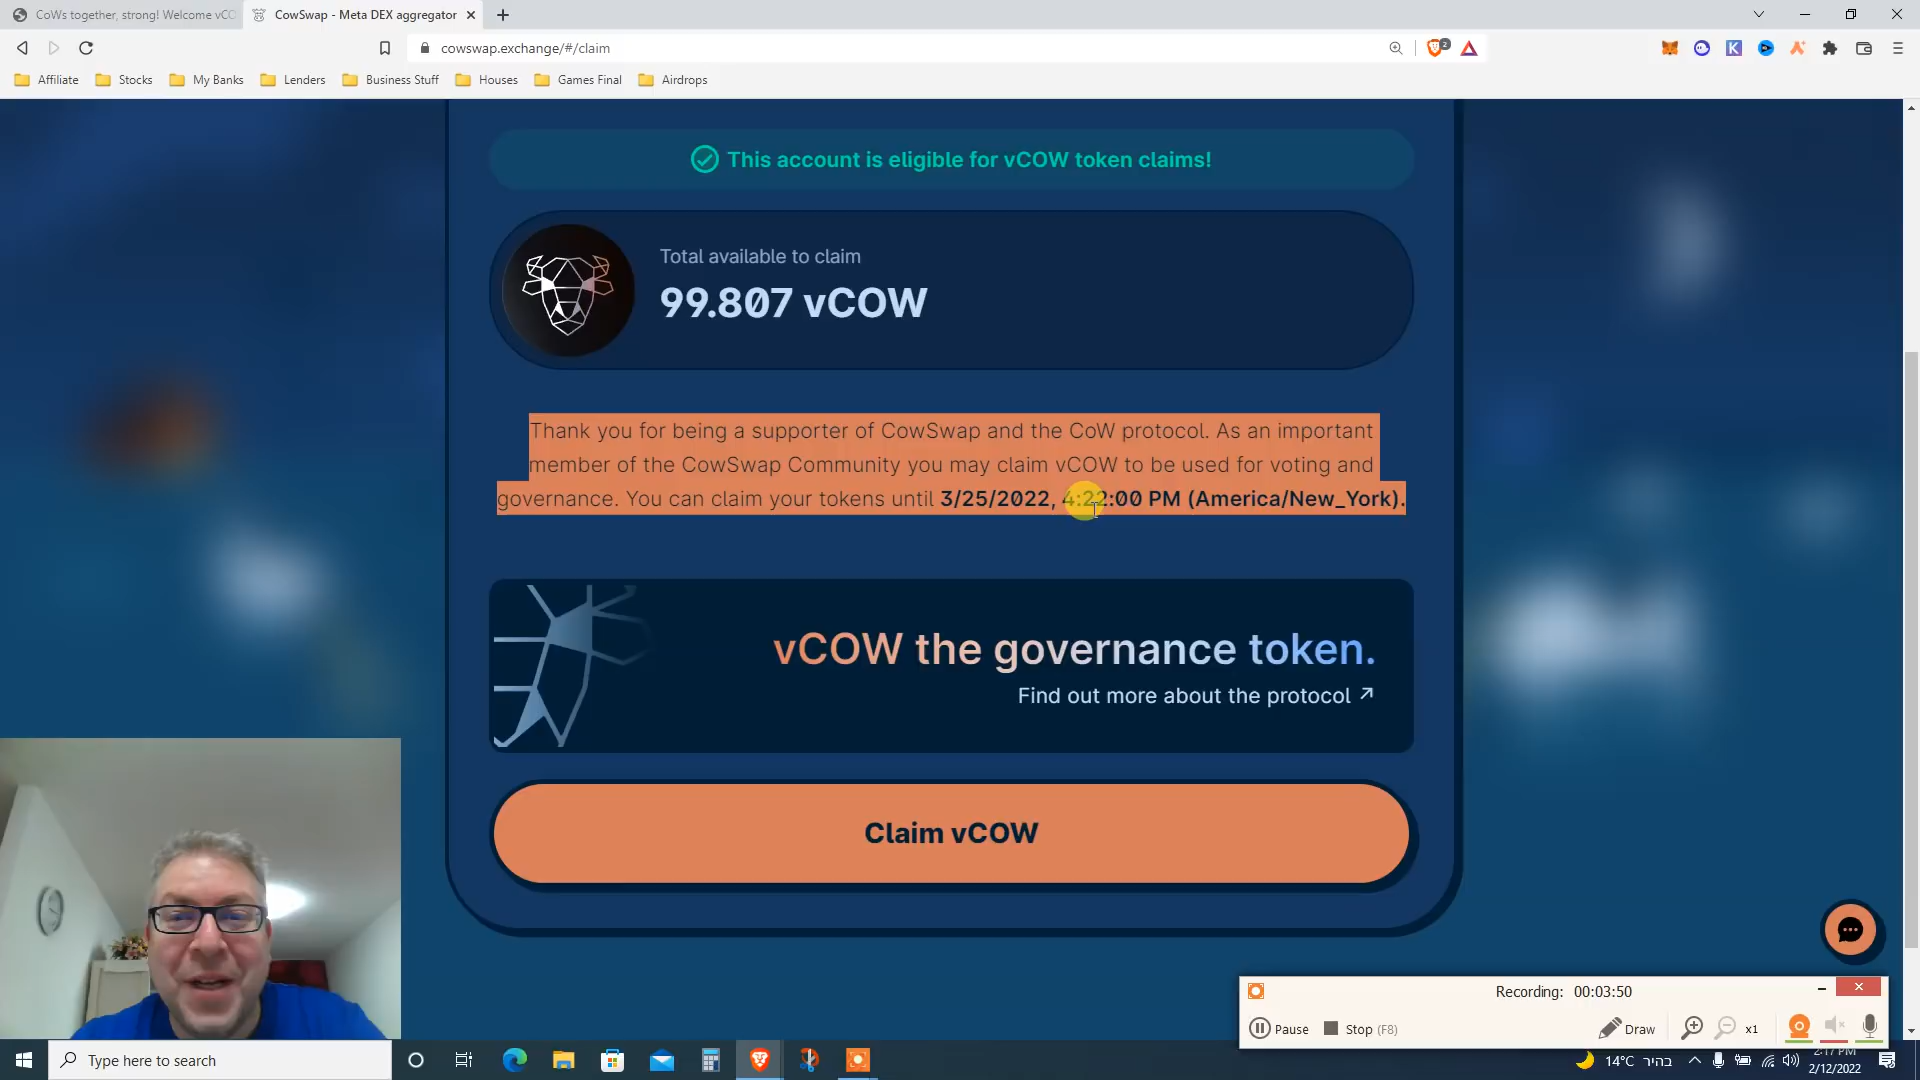 CoWs together, strong! Welcome vCO
CowSwap - Meta DEX aggregator
cowswap.exchange/#/claim
2
Affiliate
Stocks
My Banks
Lenders
Business Stuff
Houses
Games Final
Airdrops
This account is eligible for vCOW token claims!
Total available to claim
99.807 vCOW
Thank you for being a supporter of CowSwap and the CoW protocol. As an important
member of the CowSwap Community you may claim vCOW to be used for voting and
governance. You can claim your tokens until 3/25/2022, 4:22:00 PM (America/New_York).
vCOW the governance token.
Find out more about the protocol ↗
Claim vCOW
Recording: 00:03:50
Pause
Stop (F8)
Draw
x1
Type here to search
14°C בהיר
2:17 PM
2/12/2022